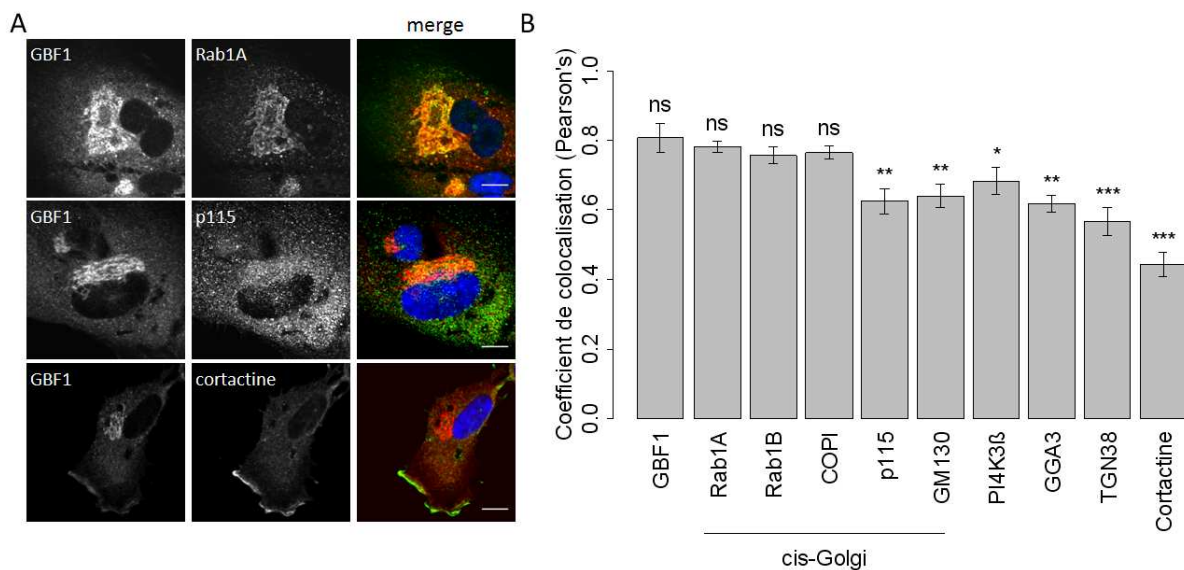 A
merge
GBF1
Rab1A
GBF1
p115
GBF1
cortactine
B
Coefficient de colocalisation (Pearson's)
1.0
0.8
0.6
0.4
0.2
0.0
ns
ns
ns
ns
**
**
*
**
***
***
GBF1
Rab1A
Rab1B
COPI
p115
GM130
PI4K3ß
GGA3
TGN38
Cortactine
cis-Golgi